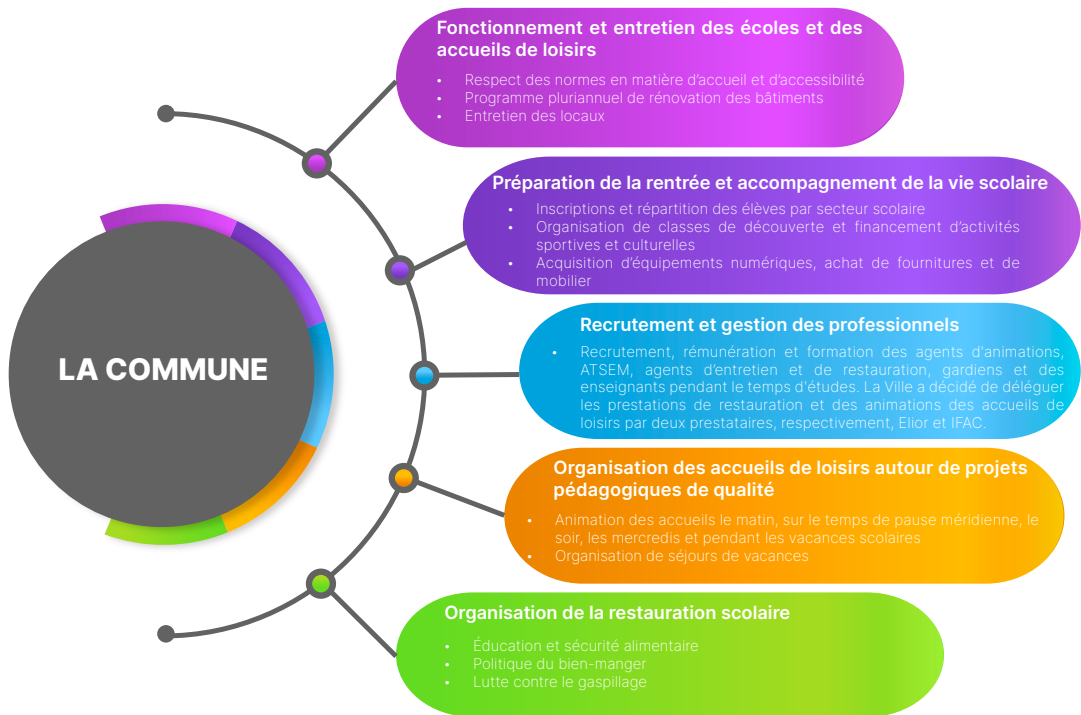 Fonctionnement et entretien des écoles et des
accueils de loisirs
• Respect des normes en matière d'accueil et d'accessibilité
• Programme pluriannuel de rénovation des bâtiments
• Entretien des locaux
Préparation de la rentrée et accompagnement de la vie scolaire
• Inscriptions et répartition des élèves par secteur scolaire
• Organisation de classes de découverte et financement d'activités
sportives et culturelles
• Acquisition d'équipements numériques, achat de fournitures et de
mobilier
LA COMMUNE
Recrutement et gestion des professionnels
• Recrutement, rémunération et formation des agents d'animations,
ATSEM, agents d'entretien et de restauration, gardiens et des
enseignants pendant le temps d'études. La Ville a décidé de déléguer
les prestations de restauration et des animations des accueils de
loisirs par deux prestataires, respectivement, Elior et IFAC.
Organisation des accueils de loisirs autour de projets
pédagogiques de qualité
• Animation des accueils le matin, sur le temps de pause méridienne, le
soir, les mercredis et pendant les vacances scolaires
• Organisation de séjours de vacances
Organisation de la restauration scolaire
• Éducation et sécurité alimentaire
• Politique du bien-manger
• Lutte contre le gaspillage